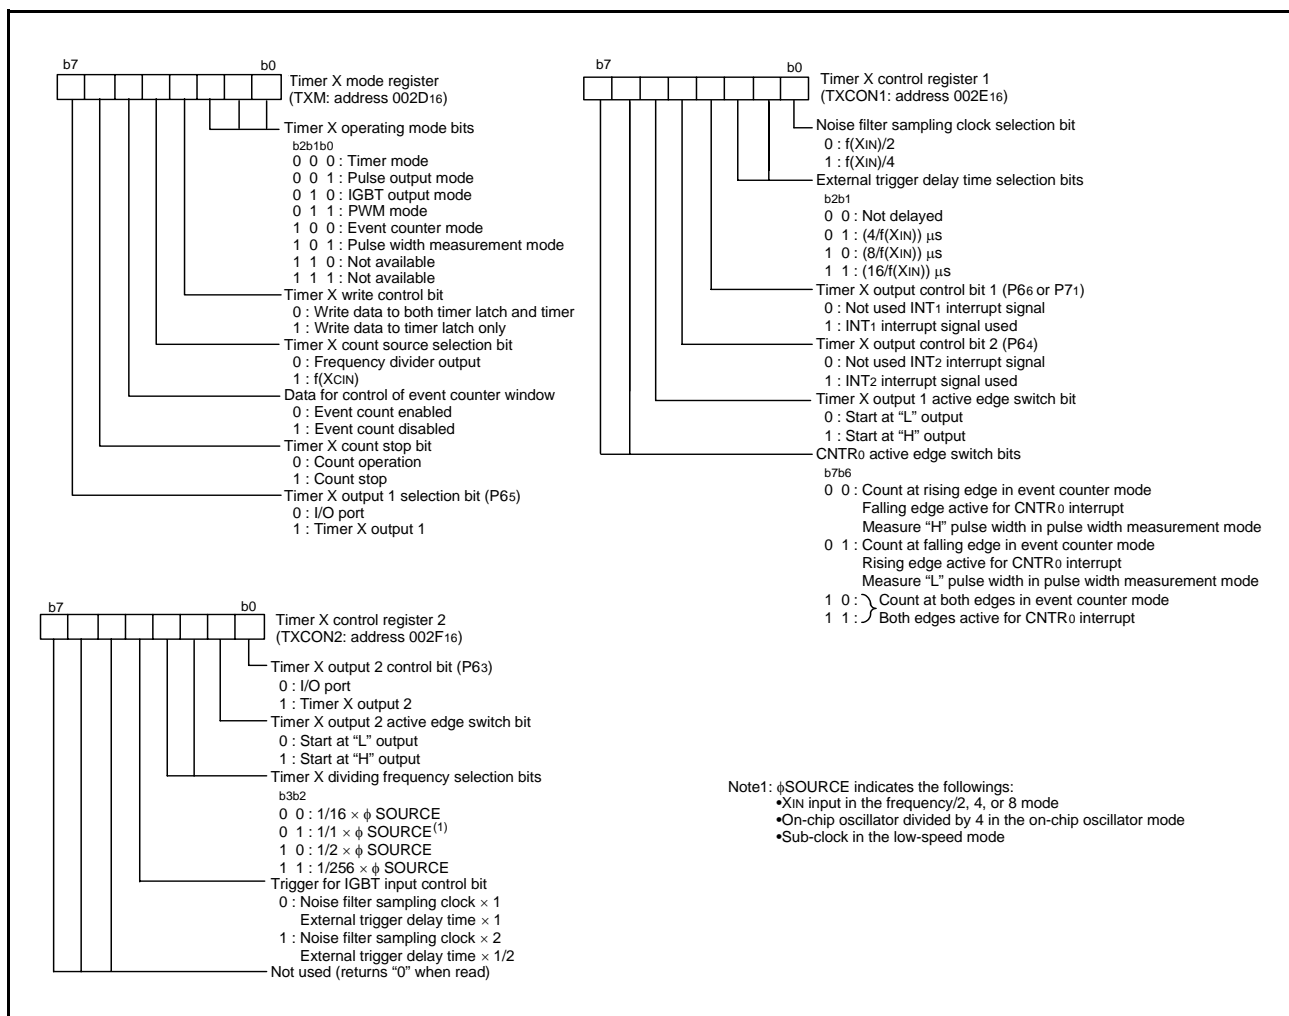 b7 b0
Timer X mode register
(TXM: address 002D16)
Timer X operating mode bits
b2b1b0
0 0 0 : Timer mode
0 0 1 : Pulse output mode
0 1 0 : IGBT output mode
0 1 1 : PWM mode
1 0 0 : Event counter mode
1 0 1 : Pulse width measurement mode
1 1 0 : Not available
1 1 1 : Not available
Timer X write control bit
0 : Write data to both timer latch and timer
1 : Write data to timer latch only
Timer X count source selection bit
0 : Frequency divider output
1 : f(XCIN)
Data for control of event counter window
0 : Event count enabled
1 : Event count disabled
Timer X count stop bit
0 : Count operation
1 : Count stop
Timer X output 1 selection bit (P65)
0 : I/O port
1 : Timer X output 1
b7 b0
Timer X control register 1
(TXCON1: address 002E16)
Noise filter sampling clock selection bit
0 : f(XIN)/2
1 : f(XIN)/4
External trigger delay time selection bits
b2b1
0 0 : Not delayed
0 1 : (4/f(XIN)) μs
1 0 : (8/f(XIN)) μs
1 1 : (16/f(XIN)) μs
Timer X output control bit 1 (P66 or P71)
0 : Not used INT1 interrupt signal
1 : INT1 interrupt signal used
Timer X output control bit 2 (P64)
0 : Not used INT2 interrupt signal
1 : INT2 interrupt signal used
Timer X output 1 active edge switch bit
0 : Start at “L” output
1 : Start at “H” output
CNTR0 active edge switch bits
b7b6
0 0 : Count at rising edge in event counter mode
Falling edge active for CNTR0 interrupt
Measure “H” pulse width in pulse width measurement mode
0 1 : Count at falling edge in event counter mode
Rising edge active for CNTR0 interrupt
Measure “L” pulse width in pulse width measurement mode
1 0 : Count at both edges in event counter mode
1 1 : Both edges active for CNTR0 interrupt
b7 b0
Timer X control register 2
(TXCON2: address 002F16)
Timer X output 2 control bit (P63)
0 : I/O port
1 : Timer X output 2
Timer X output 2 active edge switch bit
0 : Start at “L” output
1 : Start at “H” output
Timer X dividing frequency selection bits
b3b2
0 0 : 1/16 × φ SOURCE
0 1 : 1/1 × φ SOURCE(1)
1 0 : 1/2 × φ SOURCE
1 1 : 1/256 × φ SOURCE
Trigger for IGBT input control bit
0 : Noise filter sampling clock × 1
External trigger delay time × 1
1 : Noise filter sampling clock × 2
External trigger delay time × 1/2
Not used (returns “0” when read)
Note1: φSOURCE indicates the followings:
•XIN input in the frequency/2, 4, or 8 mode
•On-chip oscillator divided by 4 in the on-chip oscillator mode
•Sub-clock in the low-speed mode